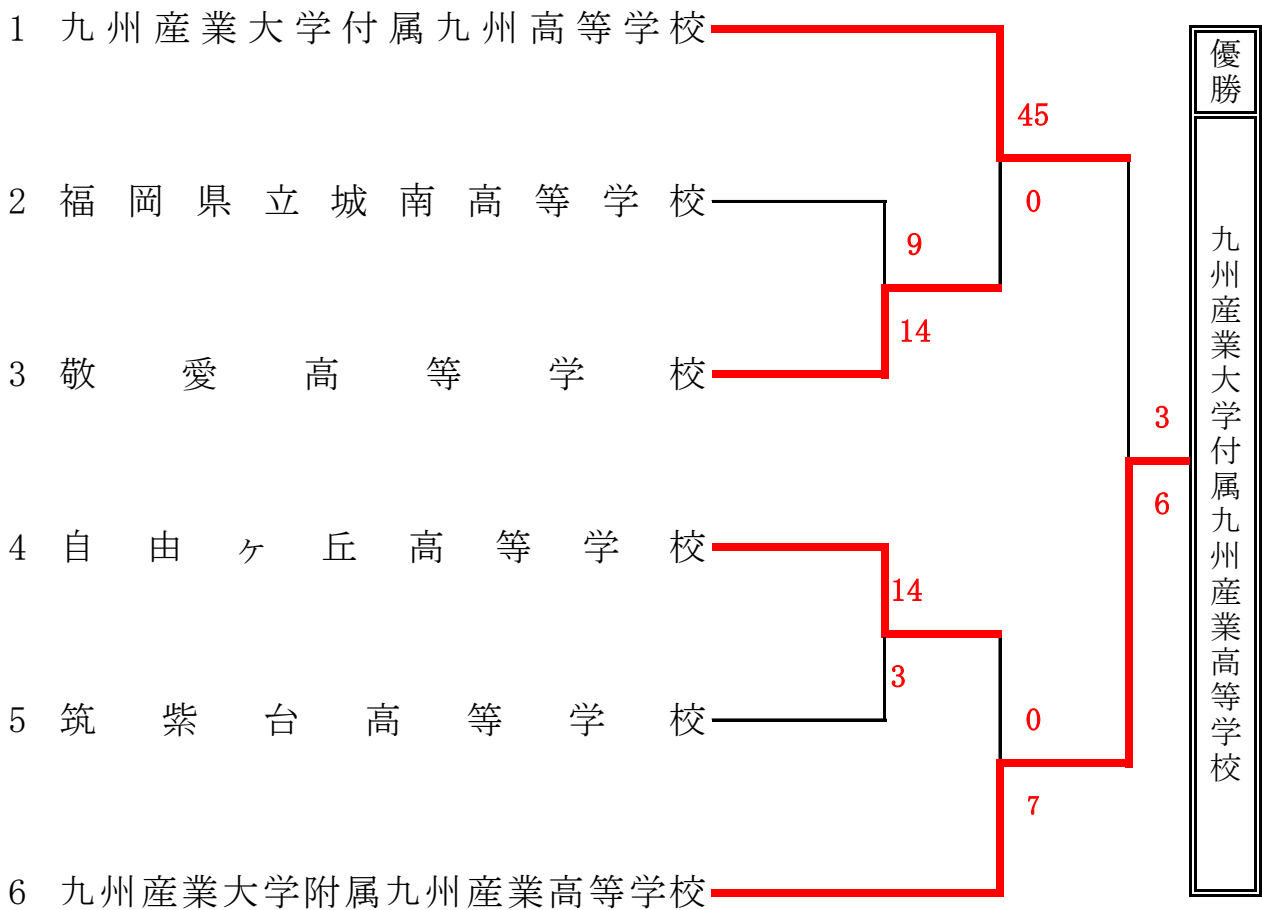 1 九州産業大学付属九州高等学校
45
0
2 福岡県立城南高等学校
9
14
3 敬愛高等学校
3
6
4 自由ヶ丘高等学校
14
3
5 筑紫台高等学校
0
7
6 九州産業大学附属九州産業高等学校
優勝
九州産業大学付属九州産業高等学校